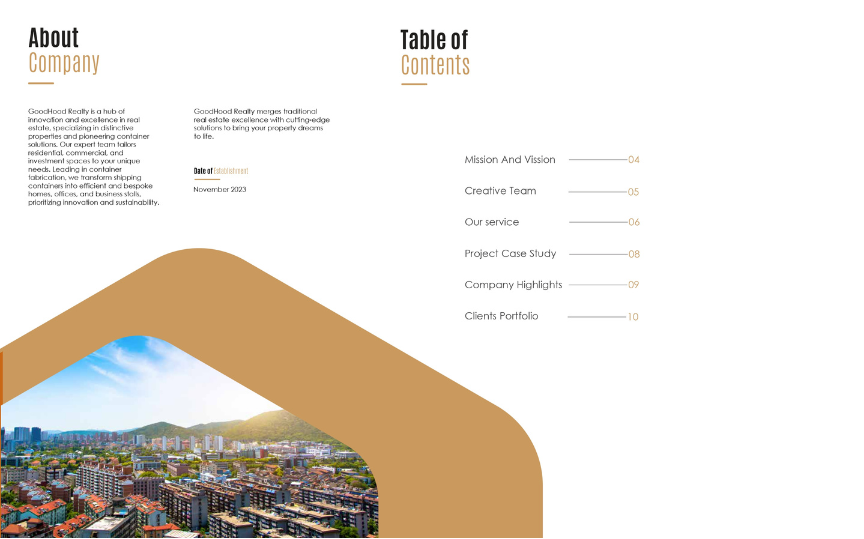 About
Company
GoodHood Realty is a hub of
innovation and excellence in real
estate, specializing in distinctive
properties and pioneering container
solutions. Our expert team tailors
residential, commercial, and
investment spaces to your unique
needs. Leading in container
fabrication, we transform shipping
containers into efficient and bespoke
homes, offices, and business stalls,
prioritizing innovation and sustainability.
GoodHood Realty merges traditional
real estate excellence with cutting-edge
solutions to bring your property dreams
to life.
Date of Establishment
November 2023
Table of
Contents
Mission And Vission 04
Creative Team 05
Our service 06
Project Case Study 08
Company Highlights 09
Clients Portfolio 10